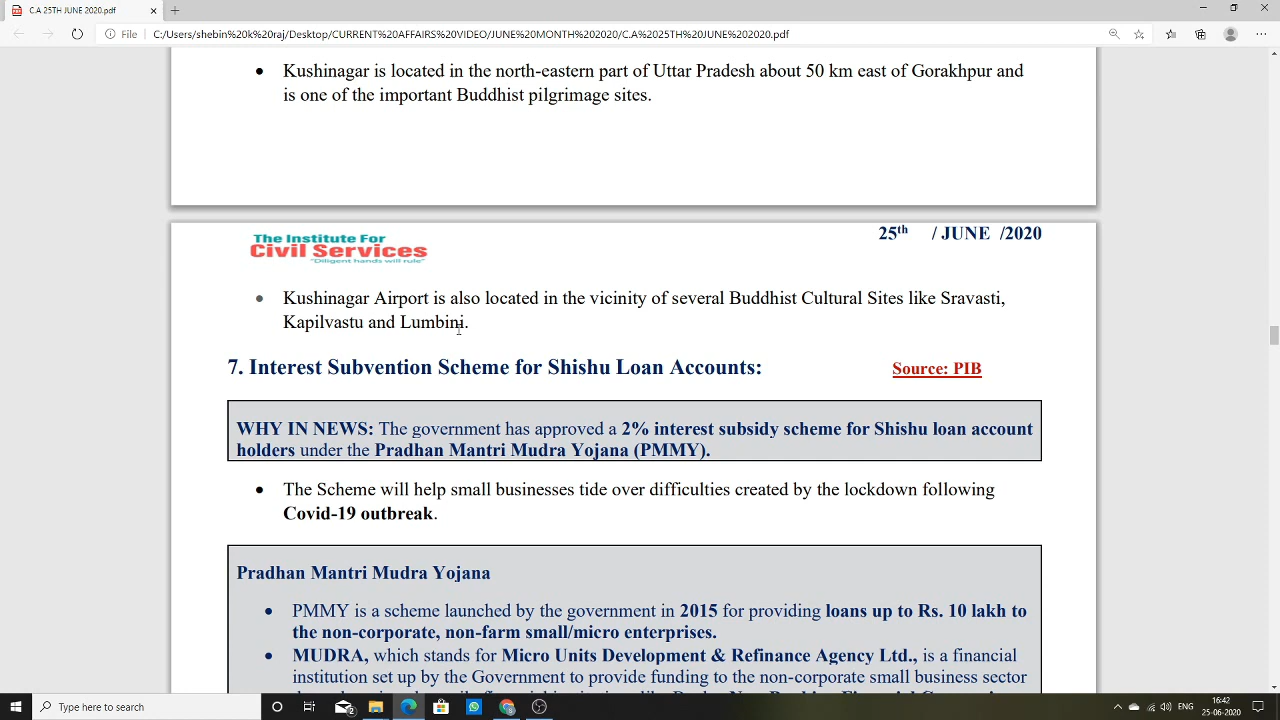 C.A 25TH JUNE 2020.pdf
File
C:/Users/shebin%20k%20raj/Desktop/CURRENT%20AFFAIRS%20VIDEO/JUNE%20MONTH%202020/C.A%2025TH%20JUNE%202020.pdf
• Kushinagar is located in the north-eastern part of Uttar Pradesh about 50 km east of Gorakhpur and
is one of the important Buddhist pilgrimage sites.
The Institute For
Civil Services
"Diligent hands will rule"
25th / JUNE /2020
• Kushinagar Airport is also located in the vicinity of several Buddhist Cultural Sites like Sravasti,
Kapilvastu and Lumbini.
7. Interest Subvention Scheme for Shishu Loan Accounts: Source: PIB
WHY IN NEWS: The government has approved a 2% interest subsidy scheme for Shishu loan account
holders under the Pradhan Mantri Mudra Yojana (PMMY).
• The Scheme will help small businesses tide over difficulties created by the lockdown following
Covid-19 outbreak.
Pradhan Mantri Mudra Yojana
• PMMY is a scheme launched by the government in 2015 for providing loans up to Rs. 10 lakh to
the non-corporate, non-farm small/micro enterprises.
• MUDRA, which stands for Micro Units Development & Refinance Agency Ltd., is a financial
institution set up by the Government to provide funding to the non-corporate small business sector
Type here to search
ENG
16:42
25-06-2020